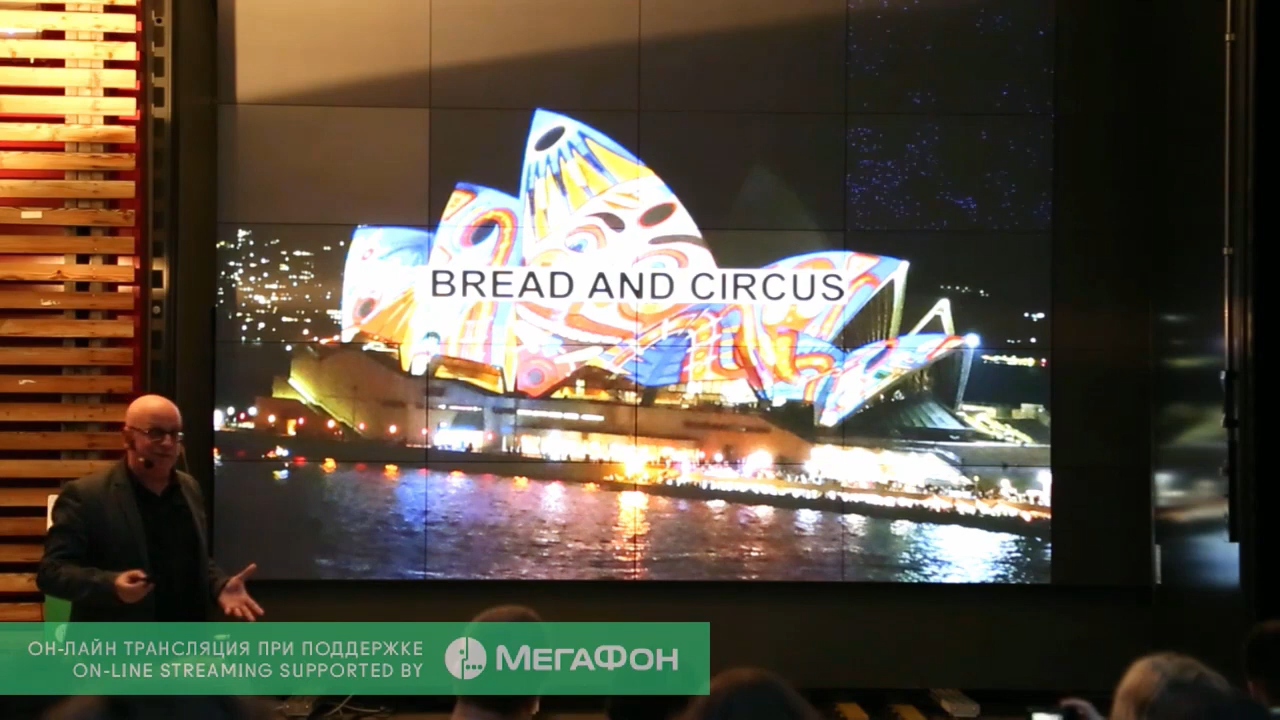 BREAD AND CIRCUS
ОН-ЛАЙН ТРАНСЛЯЦИЯ ПРИ ПОДДЕРЖКЕ
ON-LINE STREAMING SUPPORTED BY
МЕГАФОН